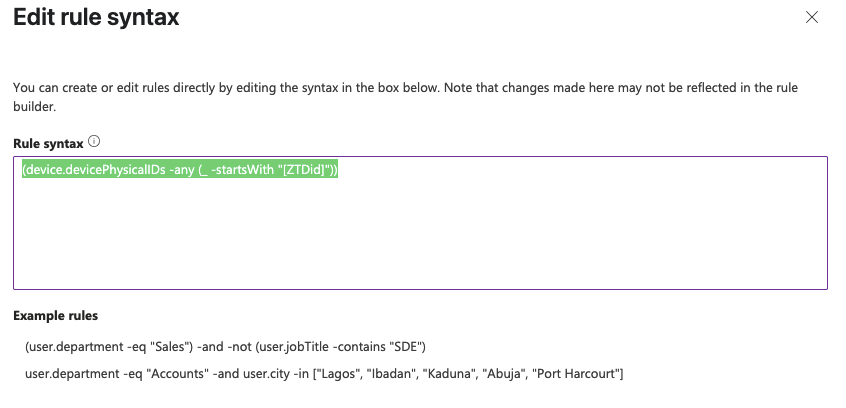 Edit rule syntax
You can create or edit rules directly by editing the syntax in the box below. Note that changes made here may not be reflected in the rule
builder.
Rule syntax
(device.devicePhysicalIDs -any (_ -startsWith "[ZTDid]"))
Example rules
(user.department -eq "Sales") -and -not (user.jobTitle -contains "SDE")
user.department -eq "Accounts" -and user.city -in ["Lagos", "Ibadan", "Kaduna", "Abuja", "Port Harcourt"]